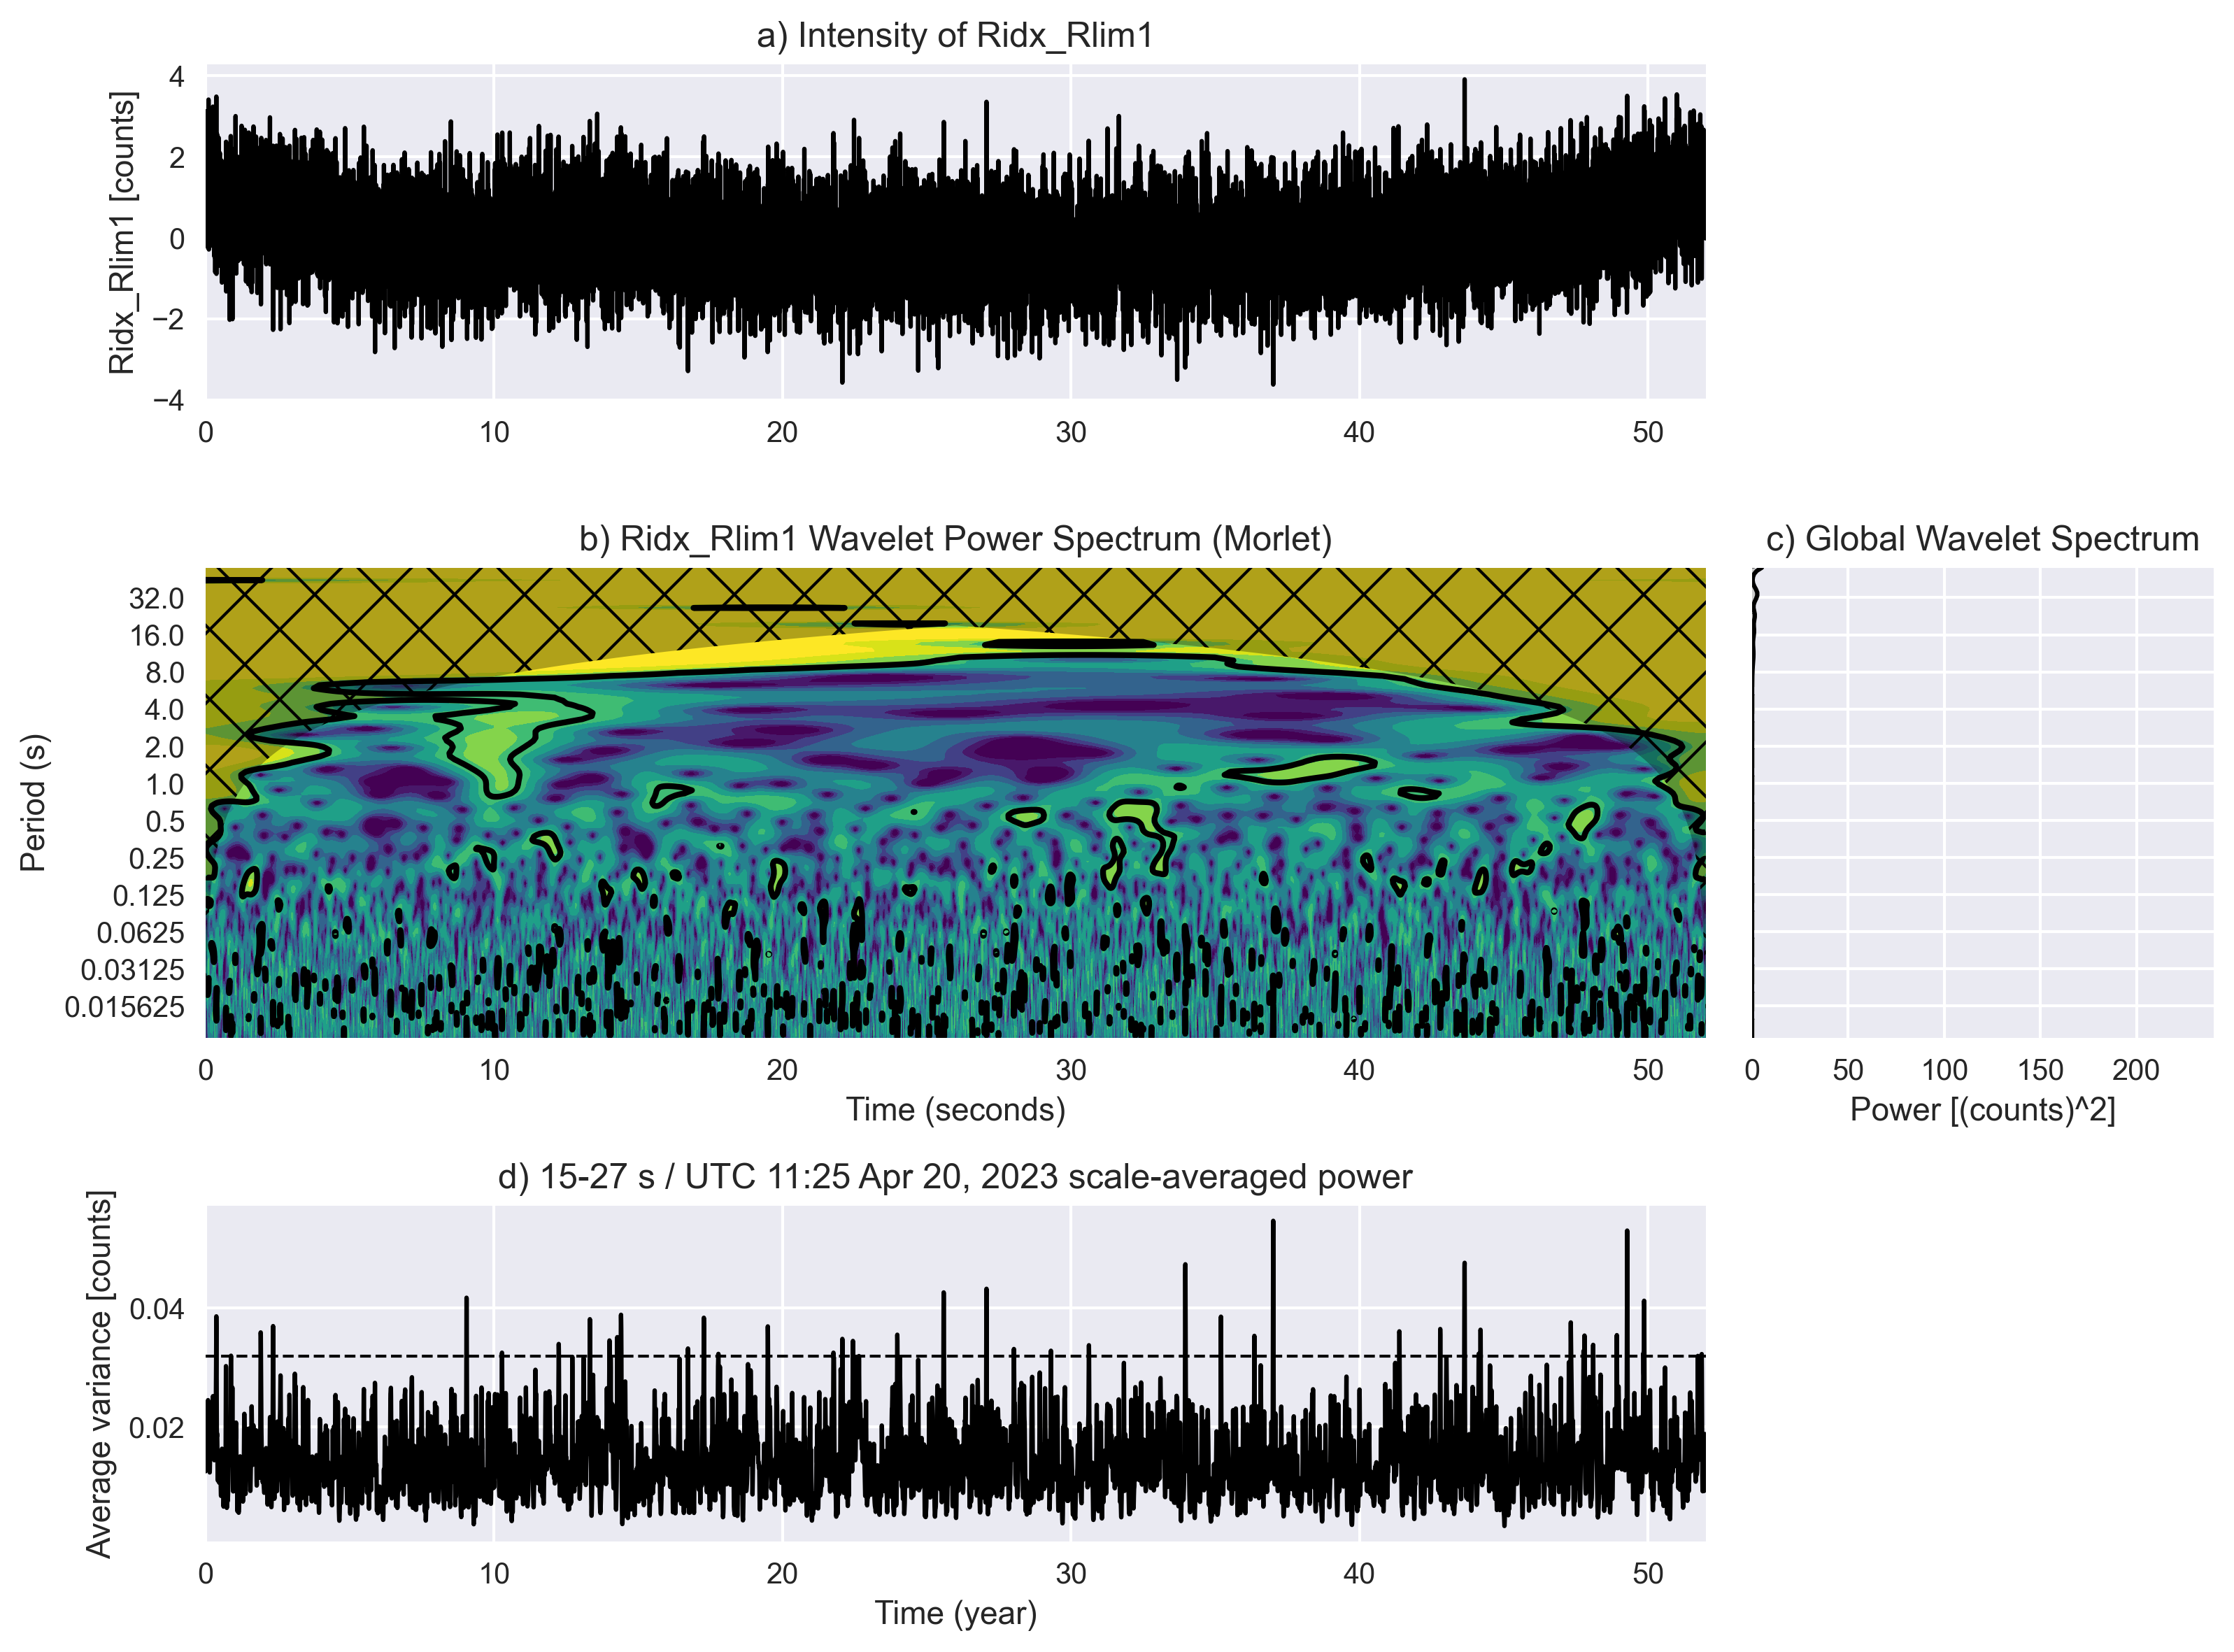 a) Intensity of Ridx_Rlim1
Ridx_Rlim1 [counts]
4
2
0
−2
−4
0 10 20 30 40 50
b) Ridx_Rlim1 Wavelet Power Spectrum (Morlet)
Period (s)
32.0
16.0
8.0
4.0
2.0
1.0
0.5
0.25
0.125
0.0625
0.03125
0.015625
0 10 20 30 40 50
Time (seconds)
c) Global Wavelet Spectrum
0 50 100 150 200
Power [(counts)^2]
d) 15-27 s / UTC 11:25 Apr 20, 2023 scale-averaged power
Average variance [counts]
0.04
0.02
0 10 20 30 40 50
Time (year)